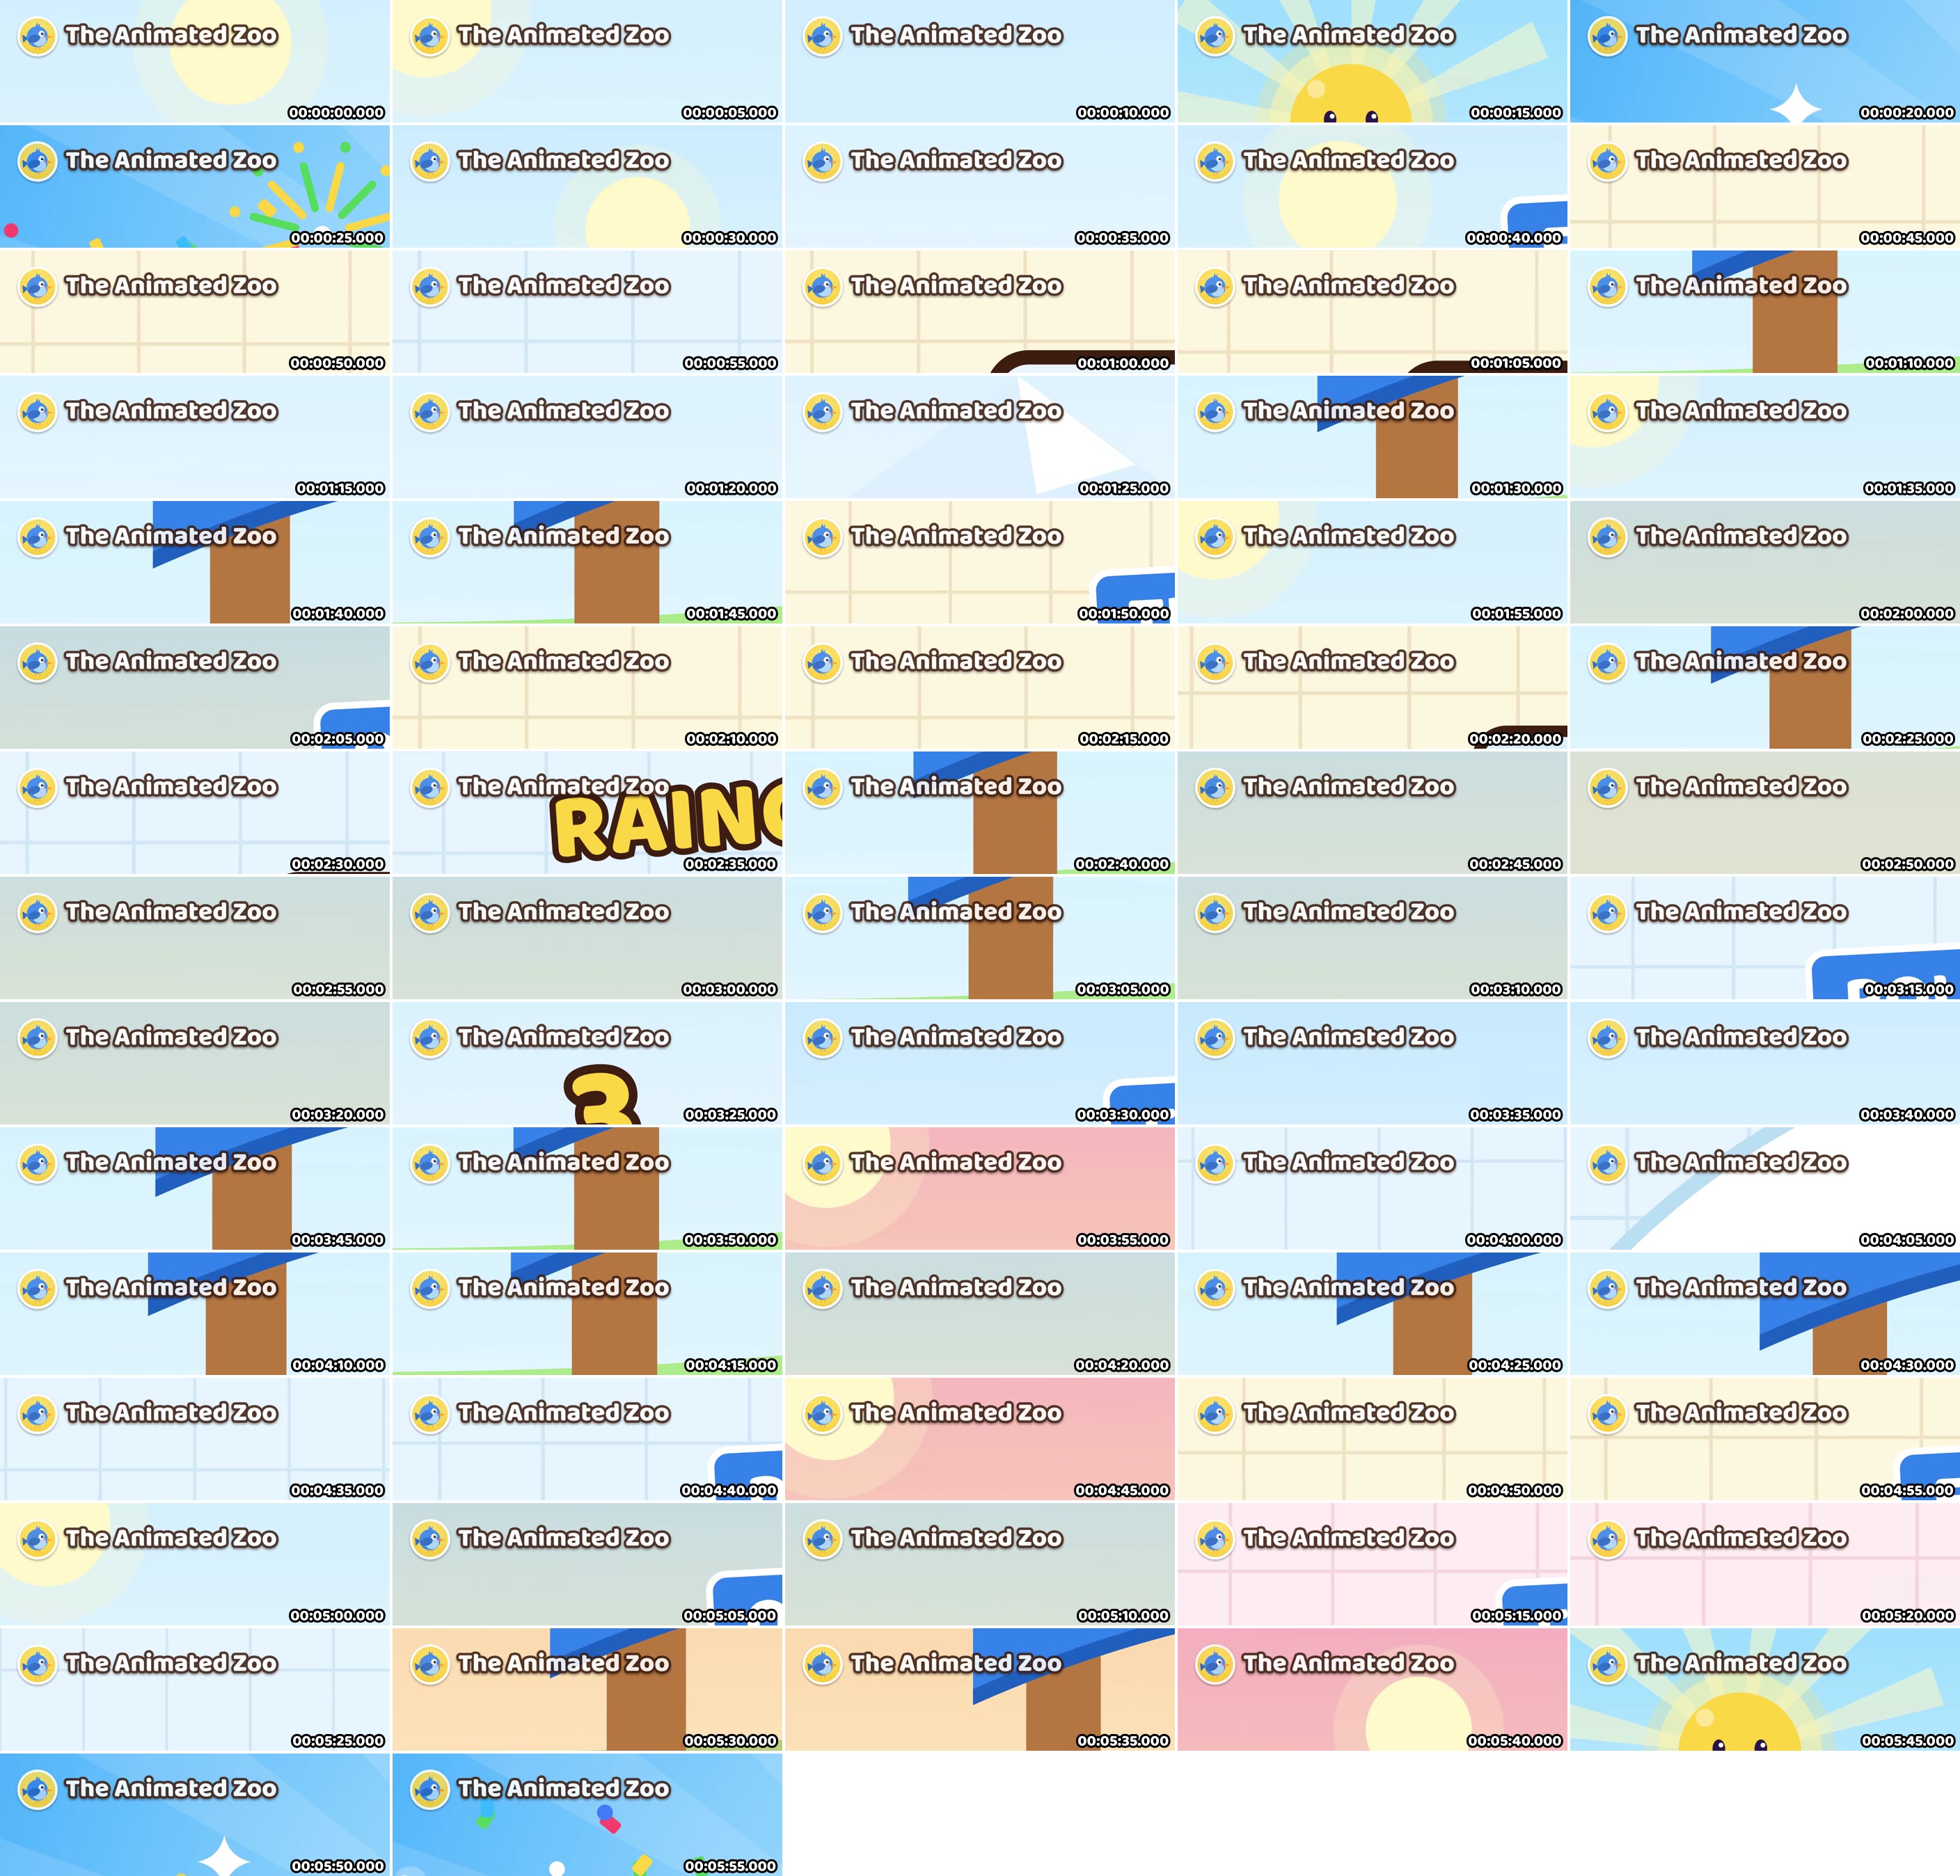 The Animated Zoo The Animated Zoo The Animated Zoo The Animated Zoo The Animated Zoo
00:00:00.000 00:00:05.000 00:00:10.000 00:00:15.000 00:00:20.000
The Animated Zoo The Animated Zoo The Animated Zoo The Animated Zoo The Animated Zoo
00:00:25.000 00:00:30.000 00:00:35.000 00:00:40.000 00:00:45.000
The Animated Zoo The Animated Zoo The Animated Zoo The Animated Zoo The Animated Zoo
00:00:50.000 00:00:55.000 00:01:00.000 00:01:05.000 00:01:10.000
The Animated Zoo The Animated Zoo The Animated Zoo The Animated Zoo The Animated Zoo
00:01:15.000 00:01:20.000 00:01:25.000 00:01:30.000 00:01:35.000
The Animated Zoo The Animated Zoo The Animated Zoo The Animated Zoo The Animated Zoo
00:01:40.000 00:01:45.000 00:01:50.000 00:01:55.000 00:02:00.000
The Animated Zoo The Animated Zoo The Animated Zoo The Animated Zoo The Animated Zoo
00:02:05.000 00:02:10.000 00:02:15.000 00:02:20.000 00:02:25.000
The Animated Zoo The Animated Zoo The Animated Zoo The Animated Zoo The Animated Zoo
RAIN
00:02:30.000 00:02:35.000 00:02:40.000 00:02:45.000 00:02:50.000
The Animated Zoo The Animated Zoo The Animated Zoo The Animated Zoo The Animated Zoo
00:02:55.000 00:03:00.000 00:03:05.000 00:03:10.000 00:03:15.000
The Animated Zoo The Animated Zoo The Animated Zoo The Animated Zoo The Animated Zoo
3
00:03:20.000 00:03:25.000 00:03:30.000 00:03:35.000 00:03:40.000
The Animated Zoo The Animated Zoo The Animated Zoo The Animated Zoo The Animated Zoo
00:03:45.000 00:03:50.000 00:03:55.000 00:04:00.000 00:04:05.000
The Animated Zoo The Animated Zoo The Animated Zoo The Animated Zoo The Animated Zoo
00:04:10.000 00:04:15.000 00:04:20.000 00:04:25.000 00:04:30.000
The Animated Zoo The Animated Zoo The Animated Zoo The Animated Zoo The Animated Zoo
00:04:35.000 00:04:40.000 00:04:45.000 00:04:50.000 00:04:55.000
The Animated Zoo The Animated Zoo The Animated Zoo The Animated Zoo The Animated Zoo
00:05:00.000 00:05:05.000 00:05:10.000 00:05:15.000 00:05:20.000
The Animated Zoo The Animated Zoo The Animated Zoo The Animated Zoo The Animated Zoo
00:05:25.000 00:05:30.000 00:05:35.000 00:05:40.000 00:05:45.000
The Animated Zoo The Animated Zoo
00:05:50.000 00:05:55.000